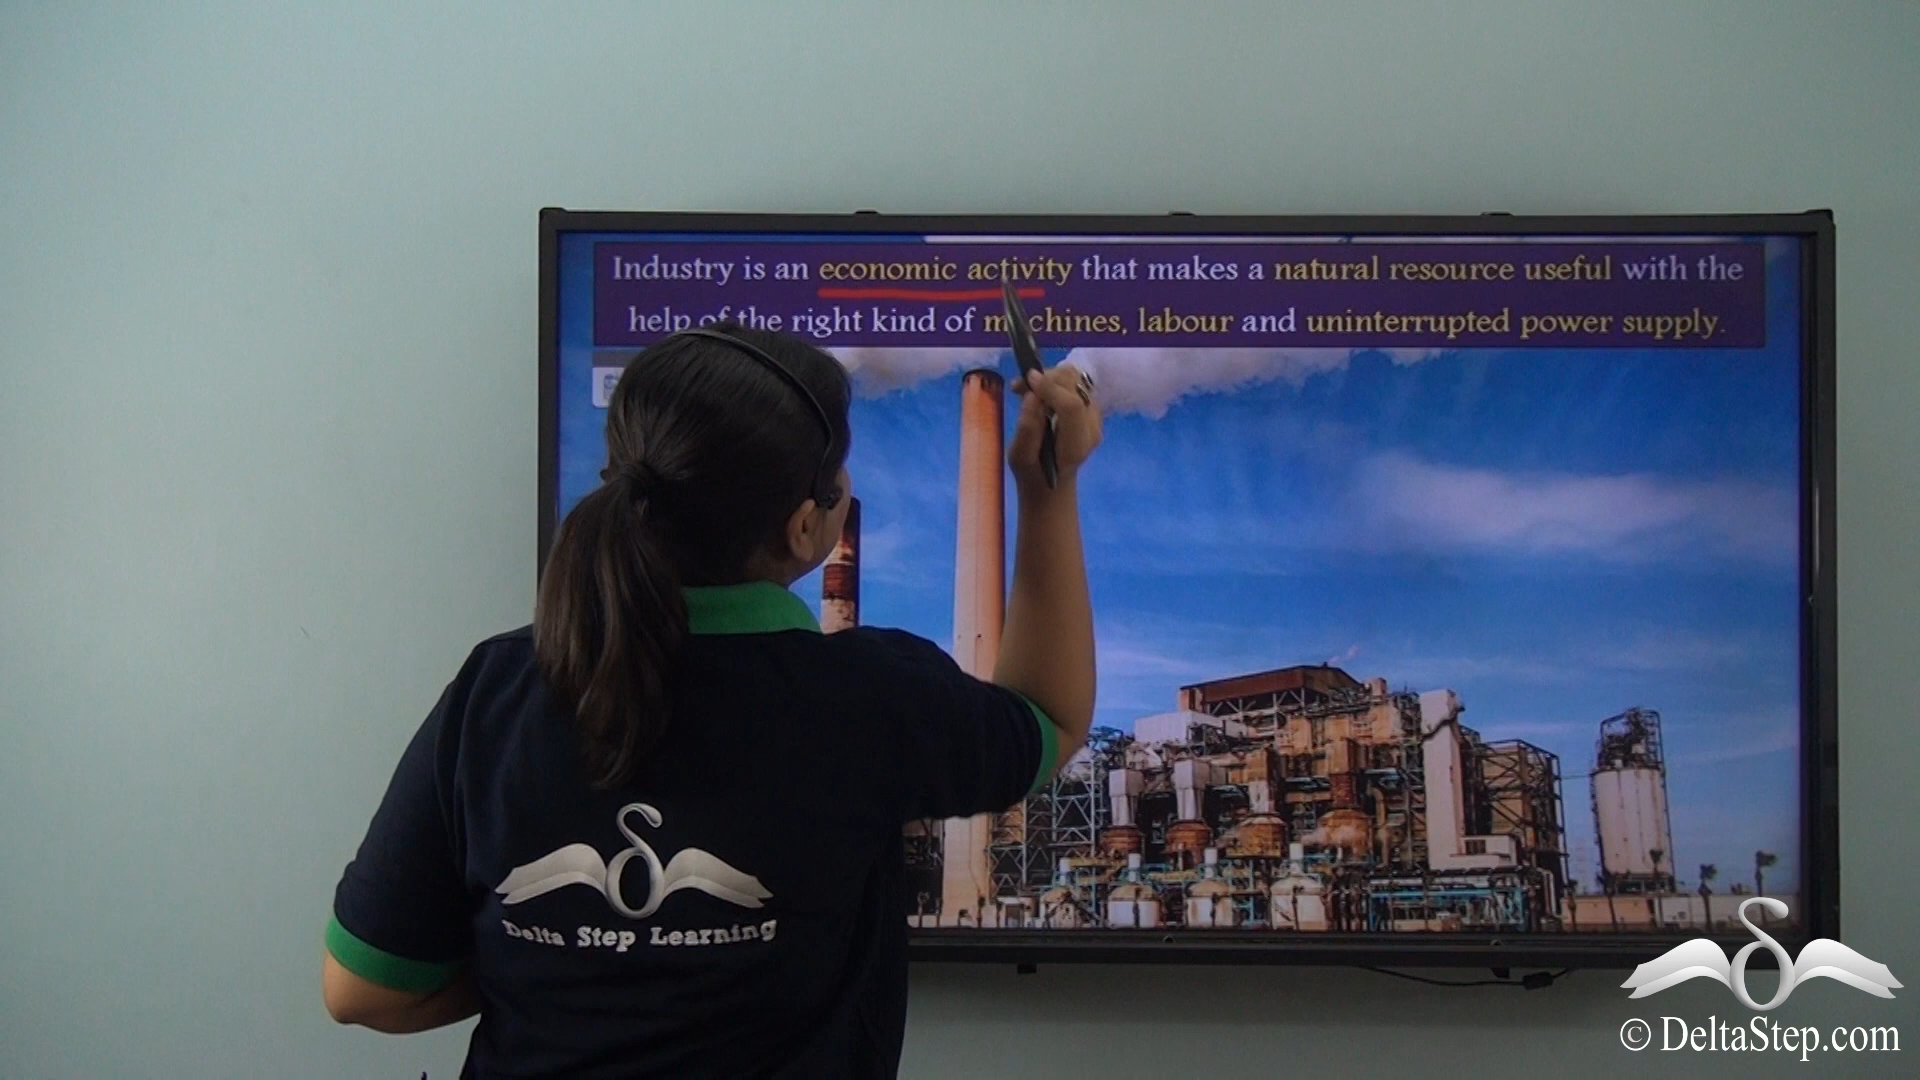 Industry is an economic activity that makes a natural resource useful with the
help of the right kind of machines, labour and uninterrupted power supply.
Delta Step Learning
© DeltaStep.com